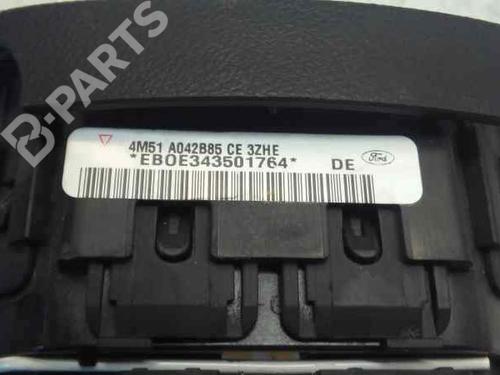 B-PARTS
4M51 A042B85 CE 3ZHE
*EB0E343501764*
DE
Ford